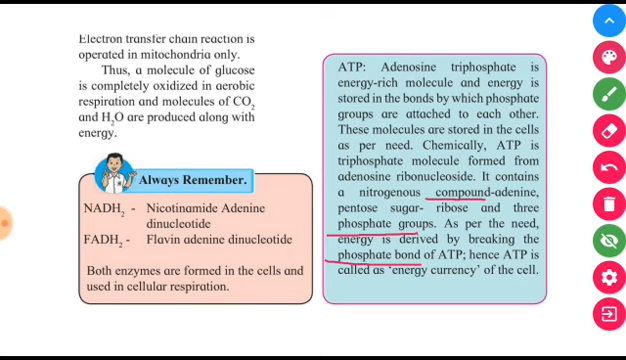 Electron transfer chain reaction is
operated in mitochondria only.
Thus, a molecule of glucose
is completely oxidized in aerobic
respiration and molecules of CO₂
and H₂O are produced along with
energy.
Always Remember.
NADH₂ - Nicotinamide Adenine
dinucleotide
FADH₂ - Flavin adenine dinucleotide
Both enzymes are formed in the cells and
used in cellular respiration.
ATP: Adenosine triphosphate is
energy-rich molecule and energy is
stored in the bonds by which phosphate
groups are attached to each other.
These molecules are stored in the cells
as per need. Chemically, ATP is
triphosphate molecule formed from
adenosine ribonucleoside. It contains
a nitrogenous compound-adenine,
pentose sugar- ribose and three
phosphate groups. As per the need,
energy is derived by breaking the
phosphate bond of ATP; hence ATP is
called as ‘energy currency’ of the cell.